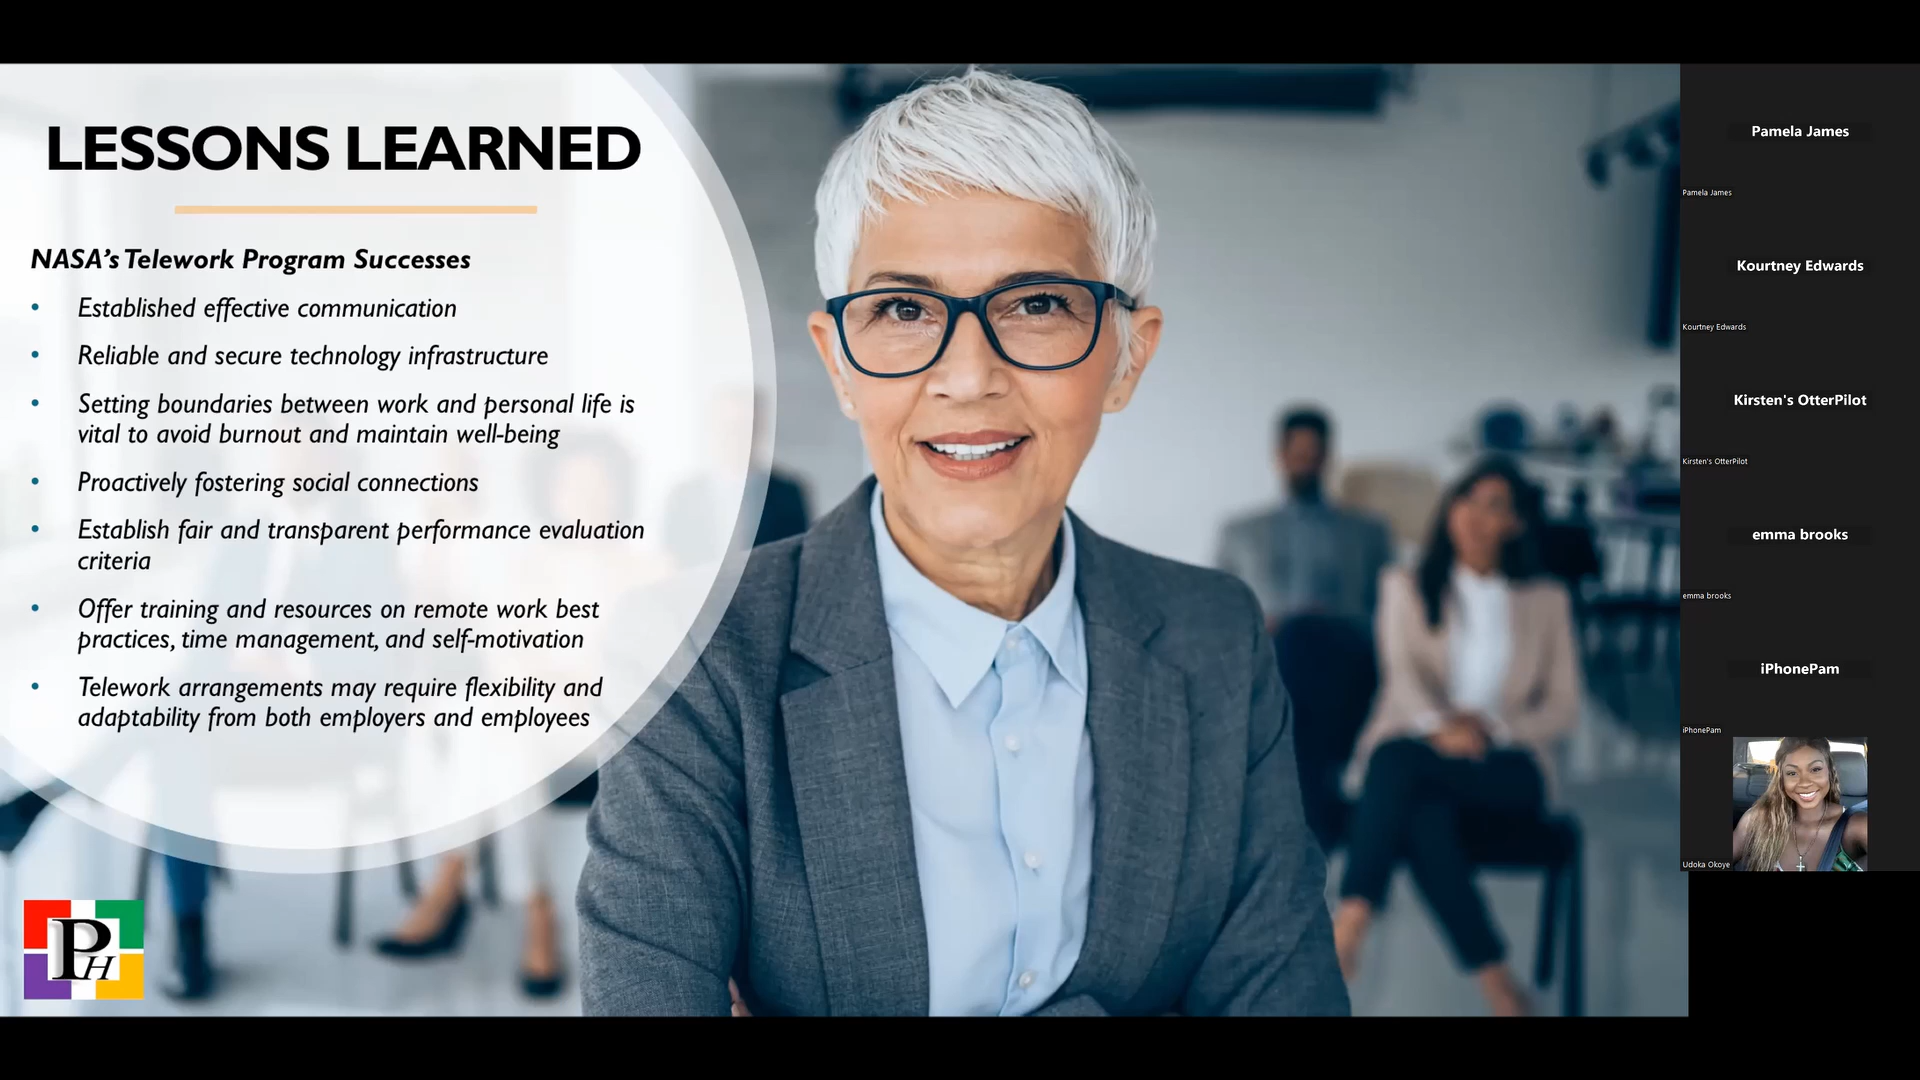 LESSONS LEARNED
NASA's Telework Program Successes
• Established effective communication
• Reliable and secure technology infrastructure
• Setting boundaries between work and personal life is
vital to avoid burnout and maintain well-being
• Proactively fostering social connections
• Establish fair and transparent performance evaluation
criteria
• Offer training and resources on remote work best
practices, time management, and self-motivation
• Telework arrangements may require flexibility and
adaptability from both employers and employees
PH
Pamela James
Pamela James
Kourtney Edwards
Kourtney Edwards
Kirsten's OtterPilot
Kirsten's OtterPilot
emma brooks
emma brooks
iPhonePam
iPhonePam
Udoka Okoye